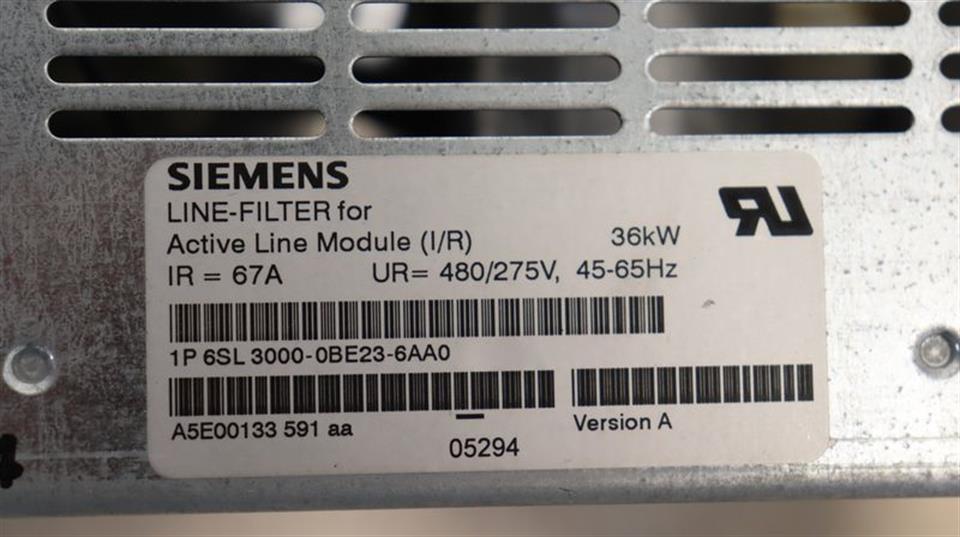 SIEMENS
LINE-FILTER for
Active Line Module (I/R) 36kW
IR = 67A UR= 480/275V, 45-65Hz
1P 6SL 3000-0BE23-6AA0
A5E00133 591 aa
Version A
05294